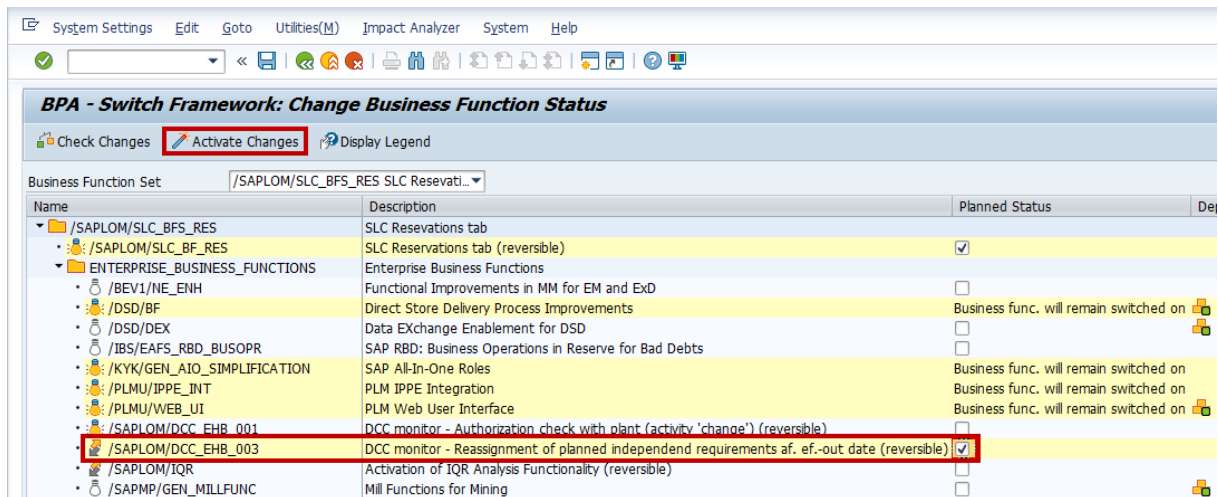 System Settings Edit Goto Utilities(M) Impact Analyzer System Help
BPA - Switch Framework: Change Business Function Status
Check Changes Activate Changes Display Legend
Business Function Set /SAPLOM/SLC_BFS_RES SLC Resevati...
Name Description Planned Status Dep
/SAPLOM/SLC_BFS_RES SLC Resevations tab
/SAPLOM/SLC_BF_RES SLC Reservations tab (reversible)
ENTERPRISE_BUSINESS_FUNCTIONS Enterprise Business Functions
/BEV1/NE_ENH Functional Improvements in MM for EM and ExD
/DSD/BF Direct Store Delivery Process Improvements Business func. will remain switched on
/DSD/DEX Data EXchange Enablement for DSD
/IBS/EAFS_RBD_BUSOPR SAP RBD: Business Operations in Reserve for Bad Debts
/KYK/GEN_AIO_SIMPLIFICATION SAP All-In-One Roles Business func. will remain switched on
/PLMU/IPPE_INT PLM IPPE Integration Business func. will remain switched on
/PLMU/WEB_UI PLM Web User Interface Business func. will remain switched on
/SAPLOM/DCC_EHB_001 DCC monitor - Authorization check with plant (activity 'change') (reversible)
/SAPLOM/DCC_EHB_003 DCC monitor - Reassignment of planned independend requirements af. ef.-out date (reversible)
/SAPLOM/IQR Activation of IQR Analysis Functionality (reversible)
/SAPMP/GEN_MILLFUNC Mill Functions for Mining